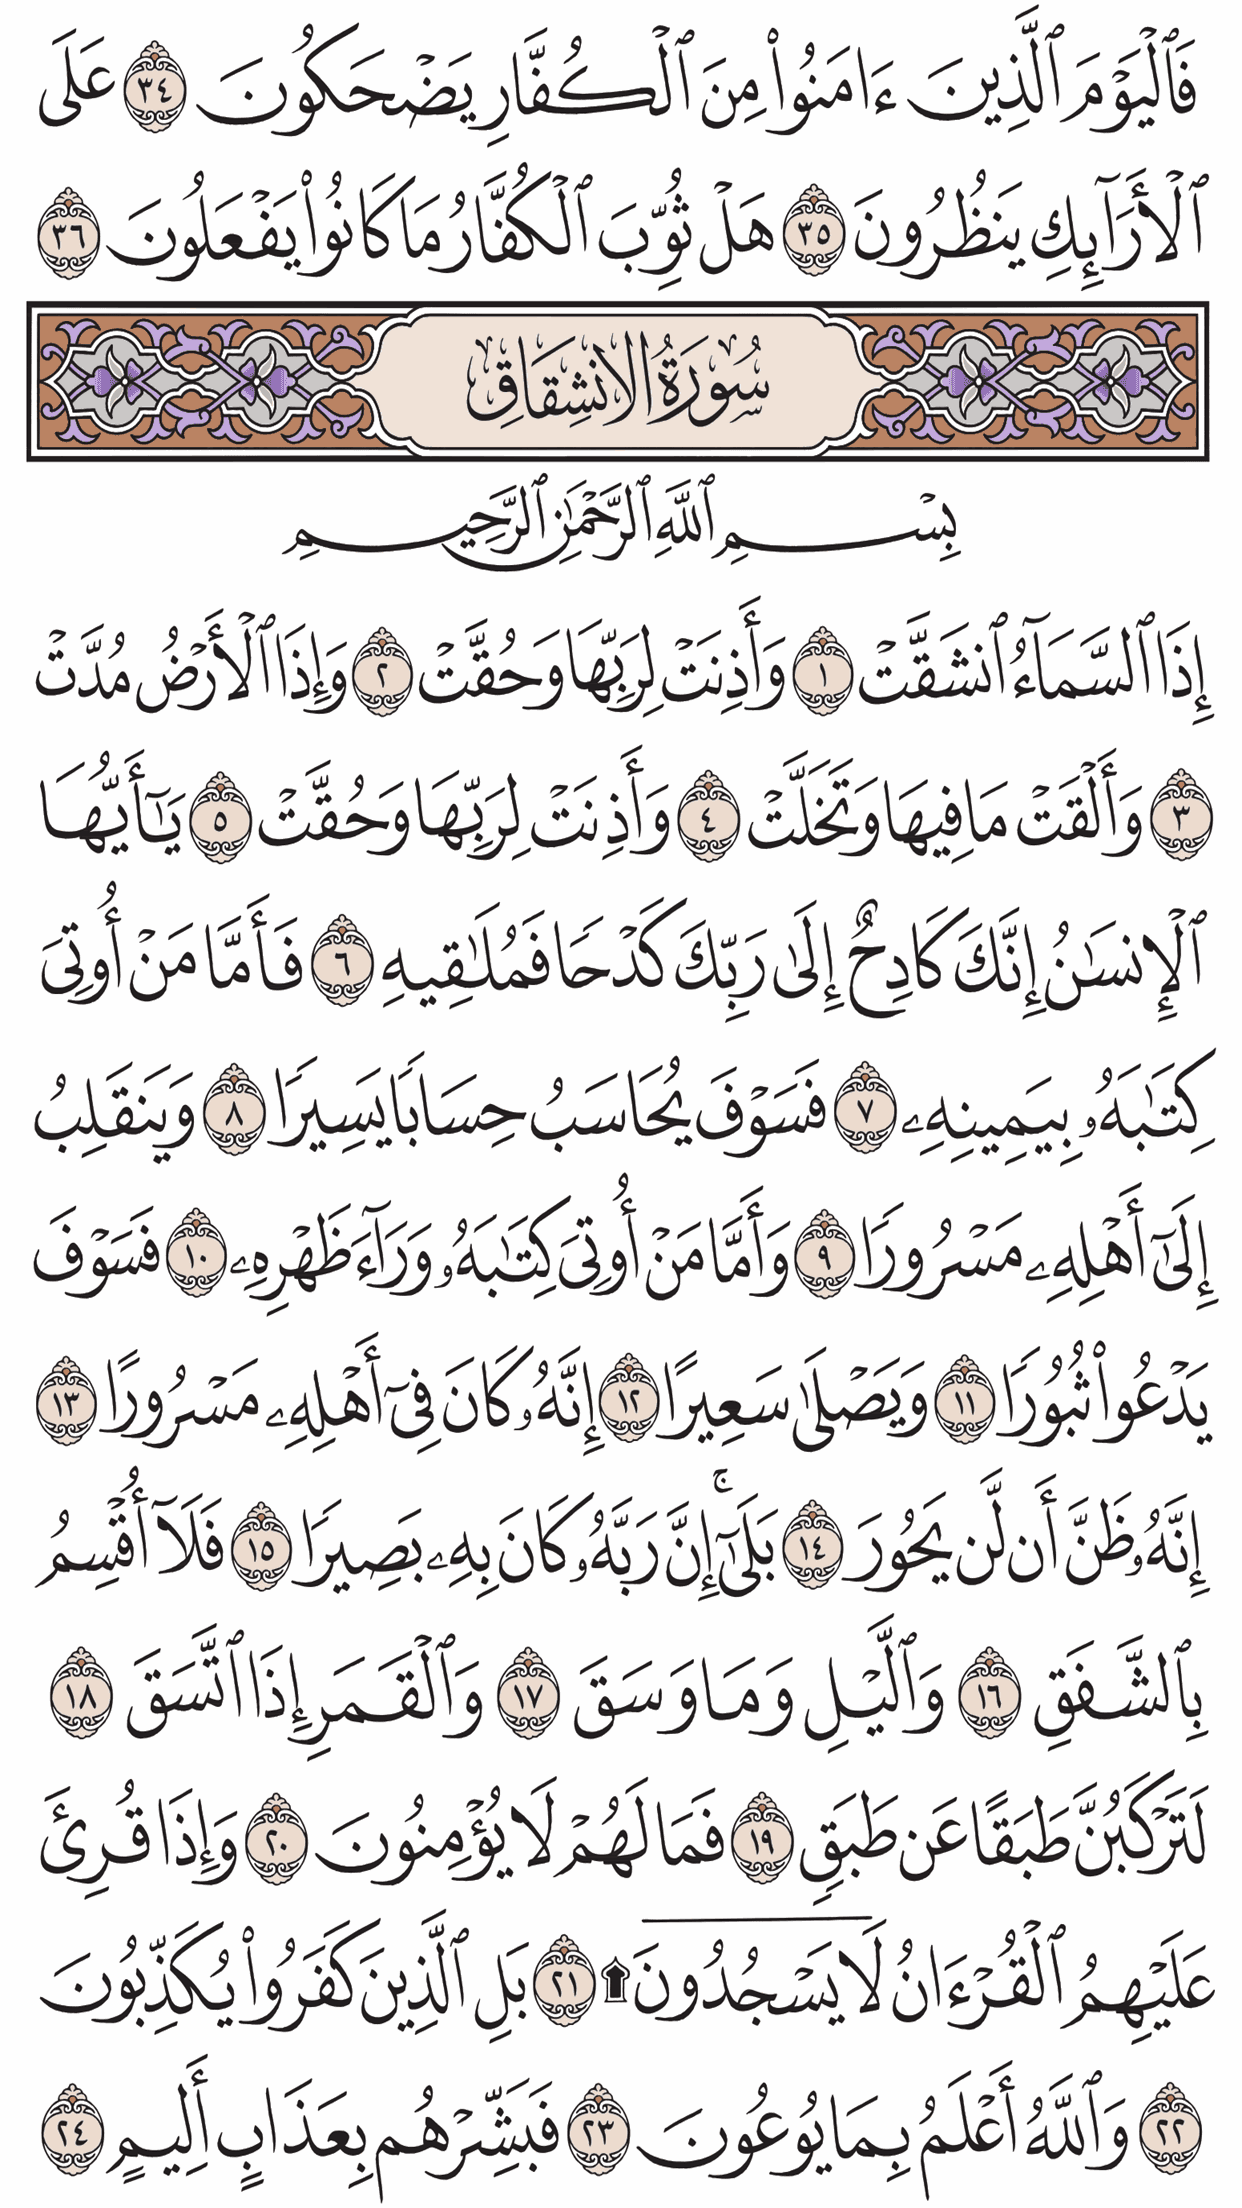 فَٱلْيَوْمَ ٱلَّذِينَ ءَامَنُوا۟ مِنَ ٱلْكُفَّارِ يَضْحَكُونَ ٣٤ عَلَى
ٱلْأَرَآئِكِ يَنظُرُونَ ٣٥ هَلْ ثُوِّبَ ٱلْكُفَّارُ مَا كَانُوا۟ يَفْعَلُونَ ٣٦
سُورَةُ الانشِقَاقِ
بِسْمِ ٱللَّهِ ٱلرَّحْمَٰنِ ٱلرَّحِيمِ
إِذَا ٱلسَّمَآءُ ٱنشَقَّتْ ١ وَأَذِنَتْ لِرَبِّهَا وَحُقَّتْ ٢ وَإِذَا ٱلْأَرْضُ مُدَّتْ
٣ وَأَلْقَتْ مَا فِيهَا وَتَخَلَّتْ ٤ وَأَذِنَتْ لِرَبِّهَا وَحُقَّتْ ٥ يَٰٓأَيُّهَا
ٱلْإِنسَٰنُ إِنَّكَ كَادِحٌ إِلَىٰ رَبِّكَ كَدْحًا فَمُلَٰقِيهِ ٦ فَأَمَّا مَنْ أُوتِىَ
كِتَٰبَهُۥ بِيَمِينِهِۦ ٧ فَسَوْفَ يُحَاسَبُ حِسَابًا يَسِيرًا ٨ وَيَنقَلِبُ
إِلَىٰٓ أَهْلِهِۦ مَسْرُورًا ٩ وَأَمَّا مَنْ أُوتِىَ كِتَٰبَهُۥ وَرَآءَ ظَهْرِهِۦ ١٠ فَسَوْفَ
يَدْعُوا۟ ثُبُورًا ١١ وَيَصْلَىٰ سَعِيرًا ١٢ إِنَّهُۥ كَانَ فِىٓ أَهْلِهِۦ مَسْرُورًا ١٣
إِنَّهُۥ ظَنَّ أَن لَّن يَحُورَ ١٤ بَلَىٰٓۚ إِنَّ رَبَّهُۥ كَانَ بِهِۦ بَصِيرًا ١٥ فَلَآ أُقْسِمُ
بِٱلشَّفَقِ ١٦ وَٱلَّيْلِ وَمَا وَسَقَ ١٧ وَٱلْقَمَرِ إِذَا ٱتَّسَقَ ١٨
لَتَرْكَبُنَّ طَبَقًا عَن طَبَقٍ ١٩ فَمَا لَهُمْ لَا يُؤْمِنُونَ ٢٠ وَإِذَا قُرِئَ
عَلَيْهِمُ ٱلْقُرْءَانُ لَا يَسْجُدُونَ ۩ ٢١ بَلِ ٱلَّذِينَ كَفَرُوا۟ يُكَذِّبُونَ
٢٢ وَٱللَّهُ أَعْلَمُ بِمَا يُوعُونَ ٢٣ فَبَشِّرْهُم بِعَذَابٍ أَلِيمٍ ٢٤